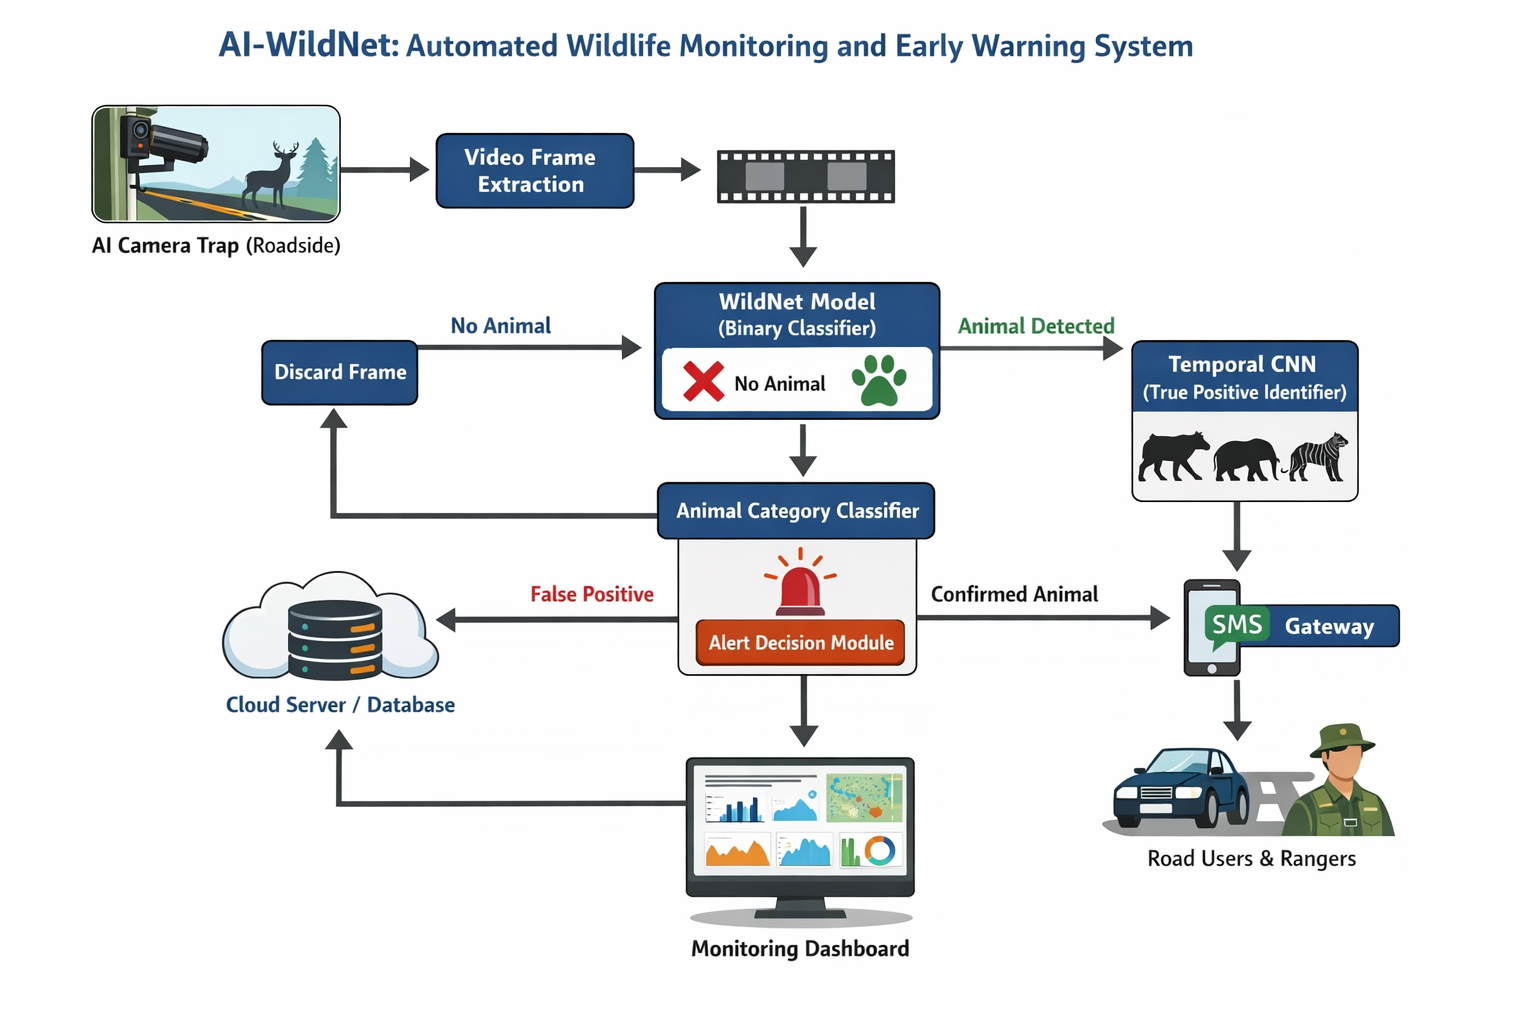 AI-WildNet: Automated Wildlife Monitoring and Early Warning System
Video Frame
Extraction
AI Camera Trap (Roadside)
WildNet Model
(Binary Classifier)
No Animal
No Animal
Animal Detected
Discard Frame
Temporal CNN
(True Positive Identifier)
Animal Category Classifier
False Positive
Confirmed Animal
Alert Decision Module
SMS
Gateway
Cloud Server / Database
Road Users & Rangers
Monitoring Dashboard